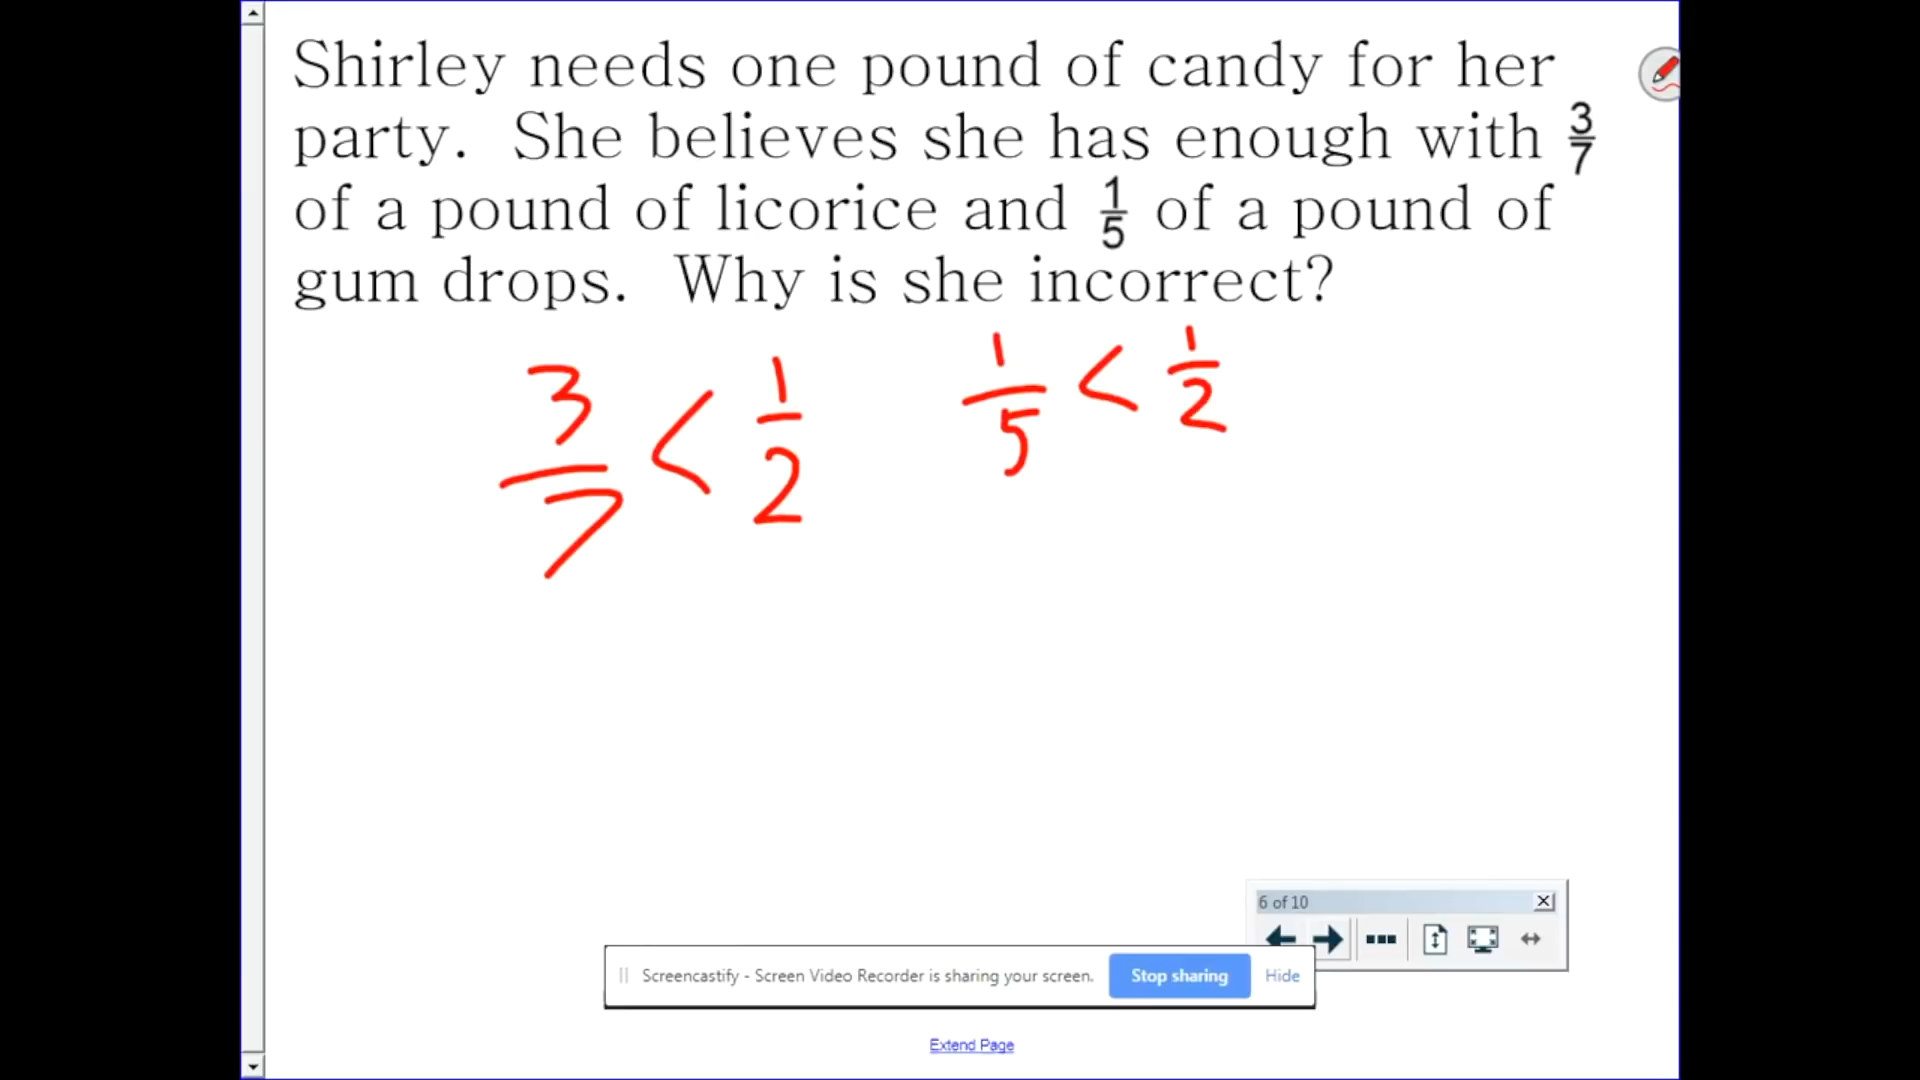 Shirley needs one pound of candy for her
party. She believes she has enough with 3/7
of a pound of licorice and 1/5 of a pound of
gum drops. Why is she incorrect?
3/7 < 1/2
1/5 < 1/2
6 of 10
Screencastify - Screen Video Recorder is sharing your screen. Stop sharing Hide
Extend Page